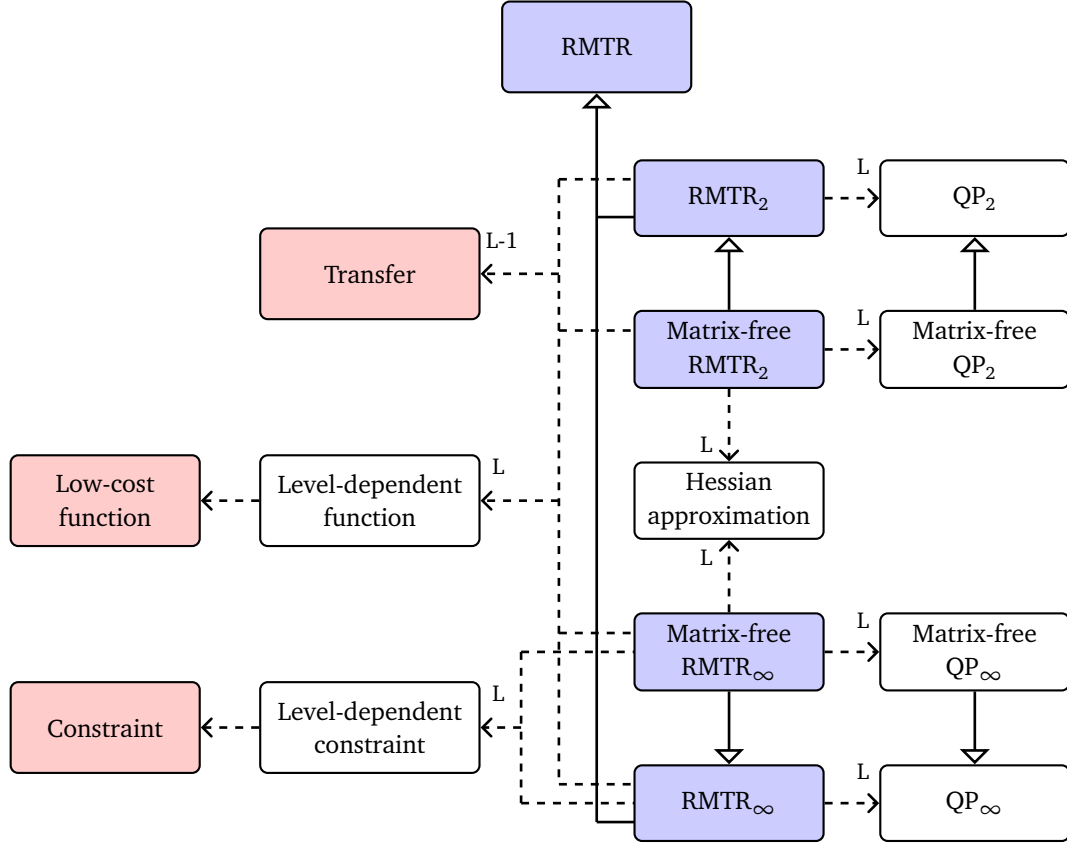 RMTR
L
RMTR₂
QP₂
L-1
Transfer
L
Matrix-free
RMTR₂
Matrix-free
QP₂
L
L
Low-cost
function
Level-dependent
function
Hessian
approximation
L
L
Matrix-free
RMTR∞
Matrix-free
QP∞
L
Constraint
Level-dependent
constraint
L
RMTR∞
QP∞